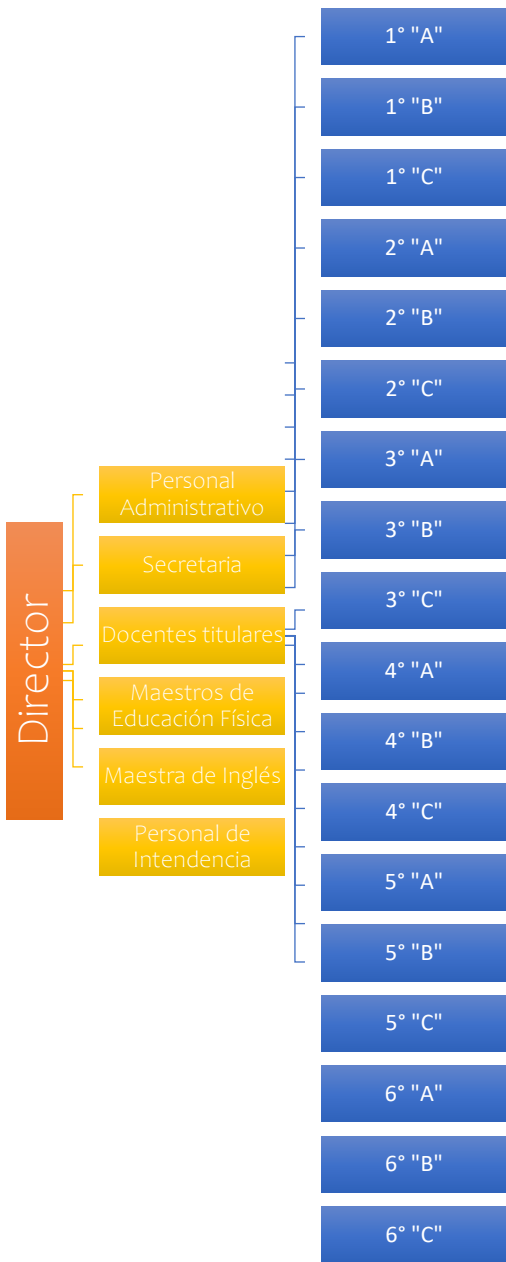 Director
Personal
Administrativo
Secretaria
Docentes titulares
Maestros de
Educación Física
Maestra de Inglés
Personal de
Intendencia
1° "A"
1° "B"
1° "C"
2° "A"
2° "B"
2° "C"
3° "A"
3° "B"
3° "C"
4° "A"
4° "B"
4° "C"
5° "A"
5° "B"
5° "C"
6° "A"
6° "B"
6° "C"